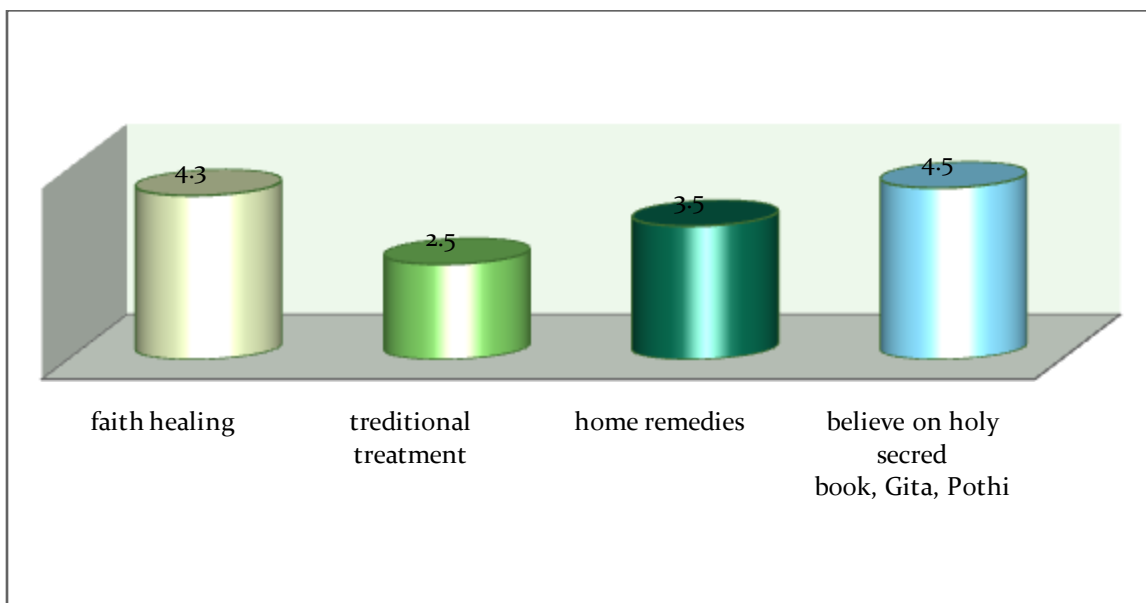 4.3
2.5
3.5
4.5
faith healing
treditional
treatment
home remedies
believe on holy
secred
book, Gita, Pothi